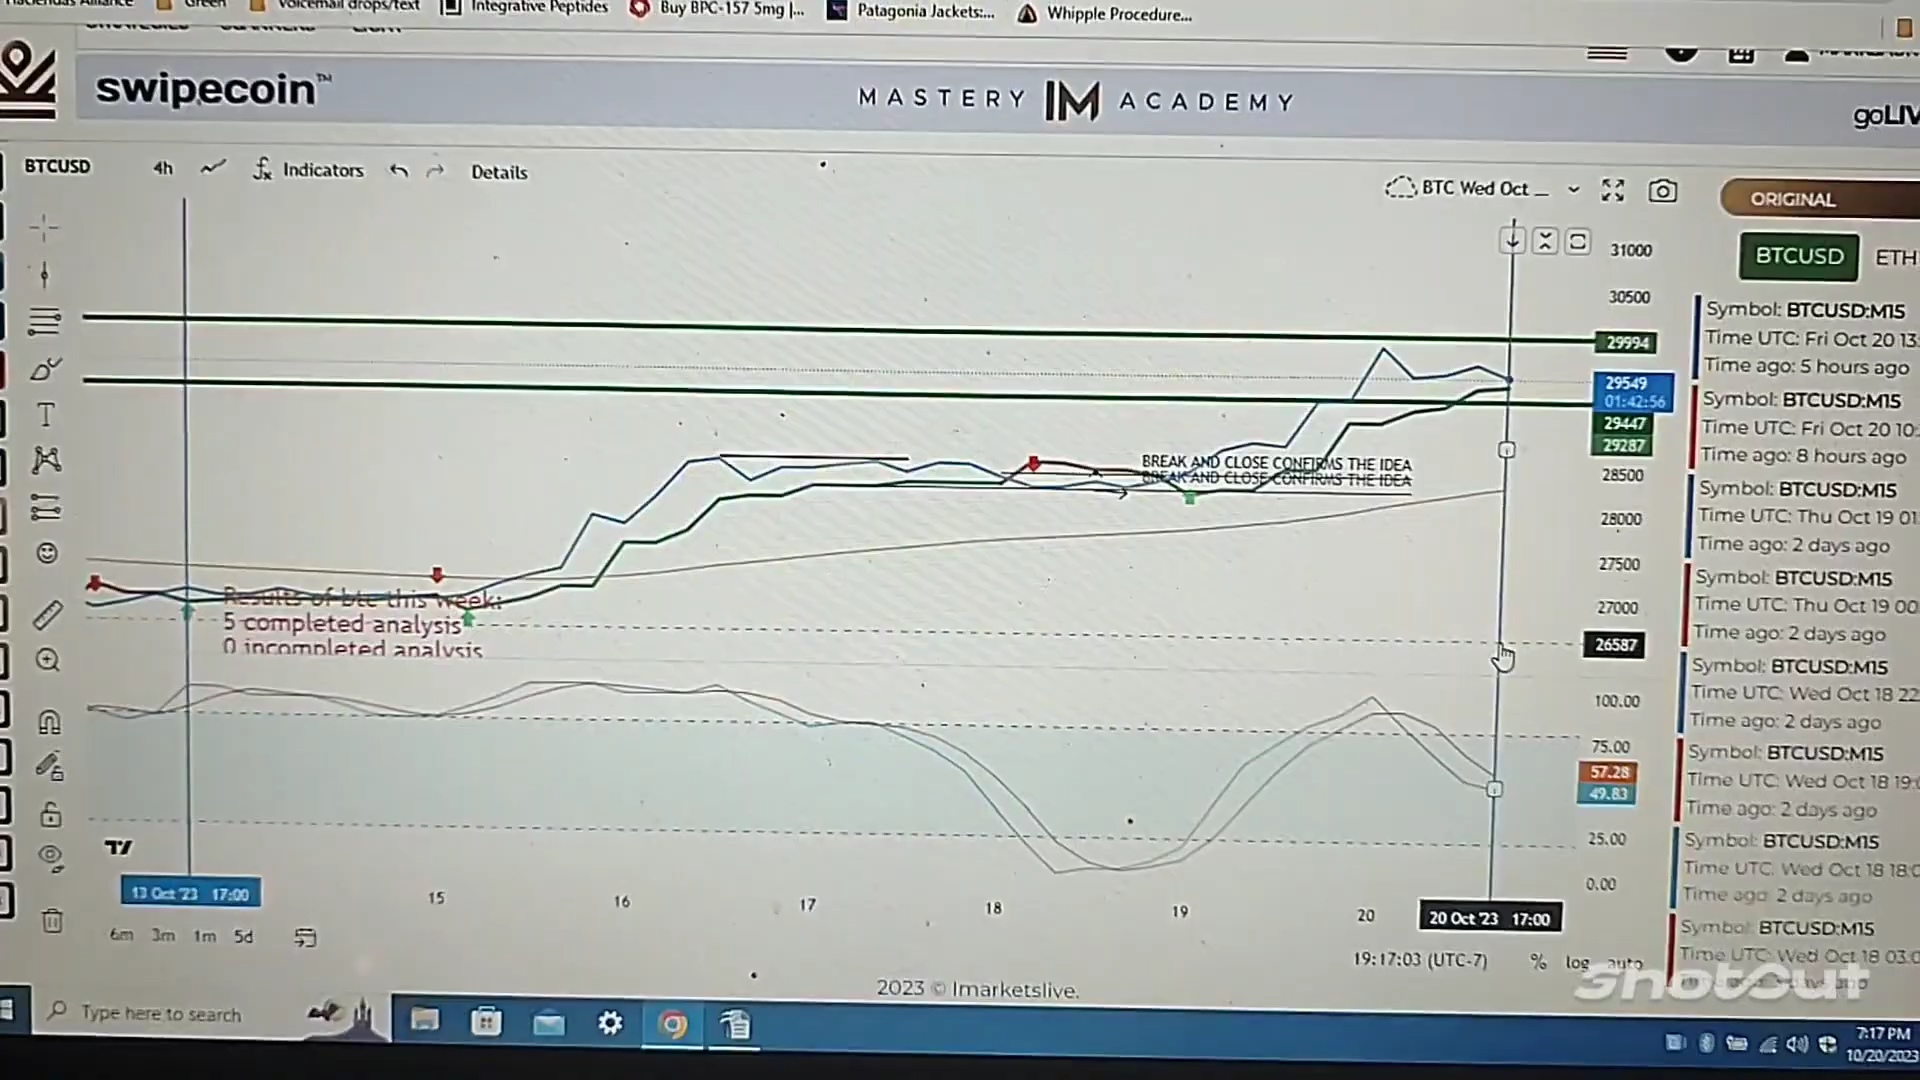 Green
Voicemail drops/text
Integrative Peptides
Buy BPC-157 5mg |...
Patagonia Jackets:...
Whipple Procedure...
swipecoin™
MASTERY IM ACADEMY
goLIV
BTCUSD
4h
Indicators
Details
BTC Wed Oct ...
ORIGINAL
BTCUSD
ETH
31000
30500
29994
29549
01:42:56
29447
29287
28500
28000
27500
27000
26587
100.00
75.00
57.28
49.83
25.00
0.00
BREAK AND CLOSE CONFIRMS THE IDEA
BREAK AND CLOSE CONFIRMS THE IDEA
Results of btc this week:
5 completed analysis
0 incompleted analysis
Symbol: BTCUSD:M15
Time UTC: Fri Oct 20 13:
Time ago: 5 hours ago
Symbol: BTCUSD:M15
Time UTC: Fri Oct 20 10:
Time ago: 8 hours ago
Symbol: BTCUSD:M15
Time UTC: Thu Oct 19 01
Time ago: 2 days ago
Symbol: BTCUSD:M15
Time UTC: Thu Oct 19 00
Time ago: 2 days ago
Symbol: BTCUSD:M15
Time UTC: Wed Oct 18 22
Time ago: 2 days ago
Symbol: BTCUSD:M15
Time UTC: Wed Oct 18 19:
Time ago: 2 days ago
Symbol: BTCUSD:M15
Time UTC: Wed Oct 18 18:
Time ago: 2 days ago
Symbol: BTCUSD:M15
Time UTC: Wed Oct 18 03:
13 Oct '23 17:00
15
16
17
18
19
20
20 Oct '23 17:00
6m
3m
1m
5d
19:17:03 (UTC-7)
%
log
auto
2023 © Imarketslive.
ShotCut
Type here to search
7:17 PM
10/20/2023